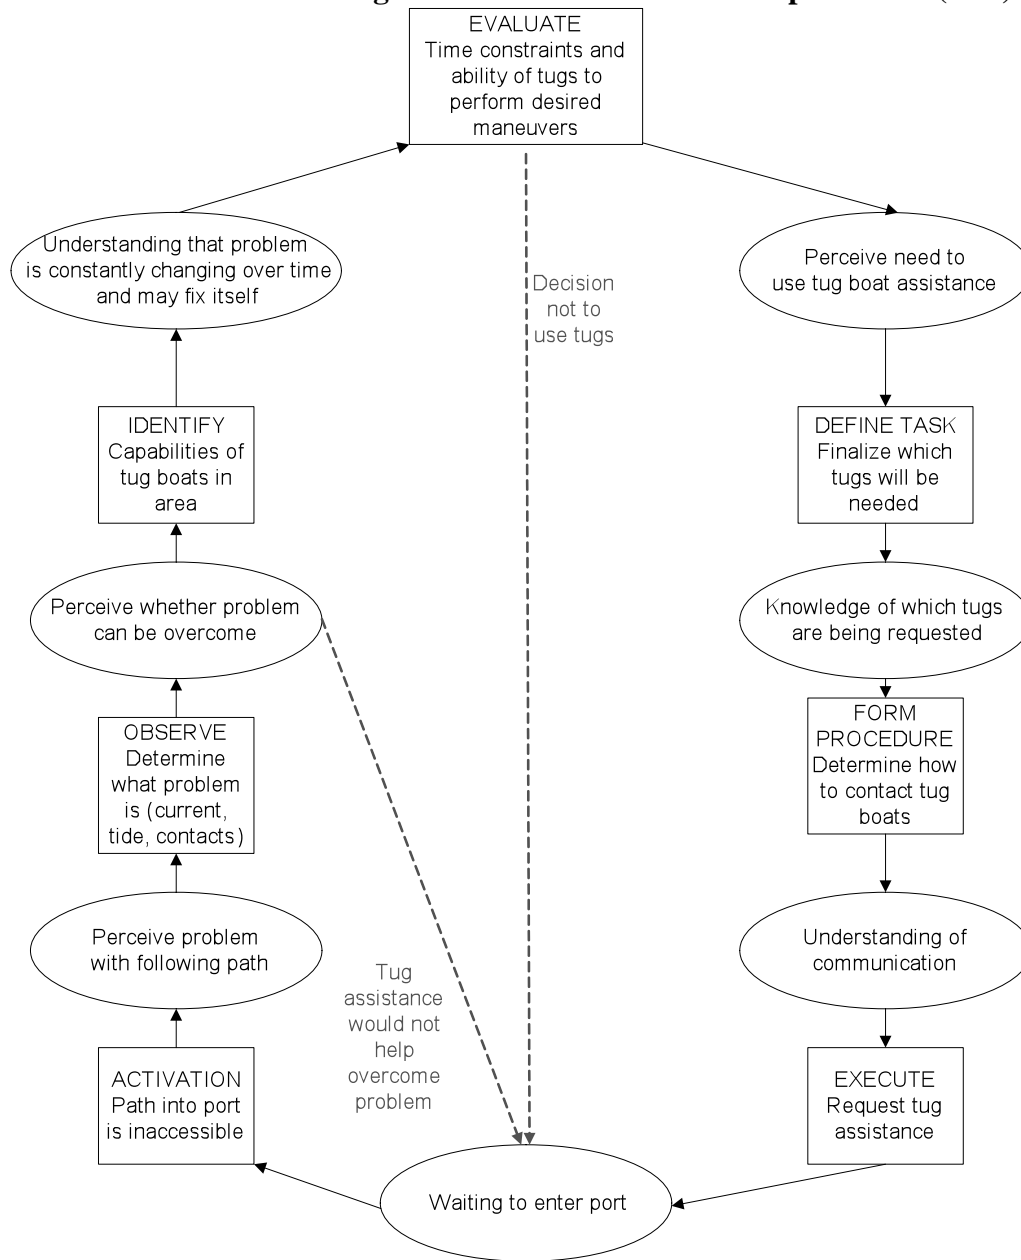 EVALUATE
Time constraints and
ability of tugs to
perform desired
maneuvers
Understanding that problem
is constantly changing over time
and may fix itself
Perceive need to
use tug boat assistance
Decision
not to
use tugs
IDENTIFY
Capabilities of
tug boats in
area
DEFINE TASK
Finalize which
tugs will be
needed
Perceive whether problem
can be overcome
Knowledge of which tugs
are being requested
OBSERVE
Determine
what problem
is (current,
tide, contacts)
FORM
PROCEDURE
Determine how
to contact tug
boats
Perceive problem
with following path
Understanding of
communication
Tug
assistance
would not
help
overcome
problem
ACTIVATION
Path into port
is inaccessible
EXECUTE
Request tug
assistance
Waiting to enter port